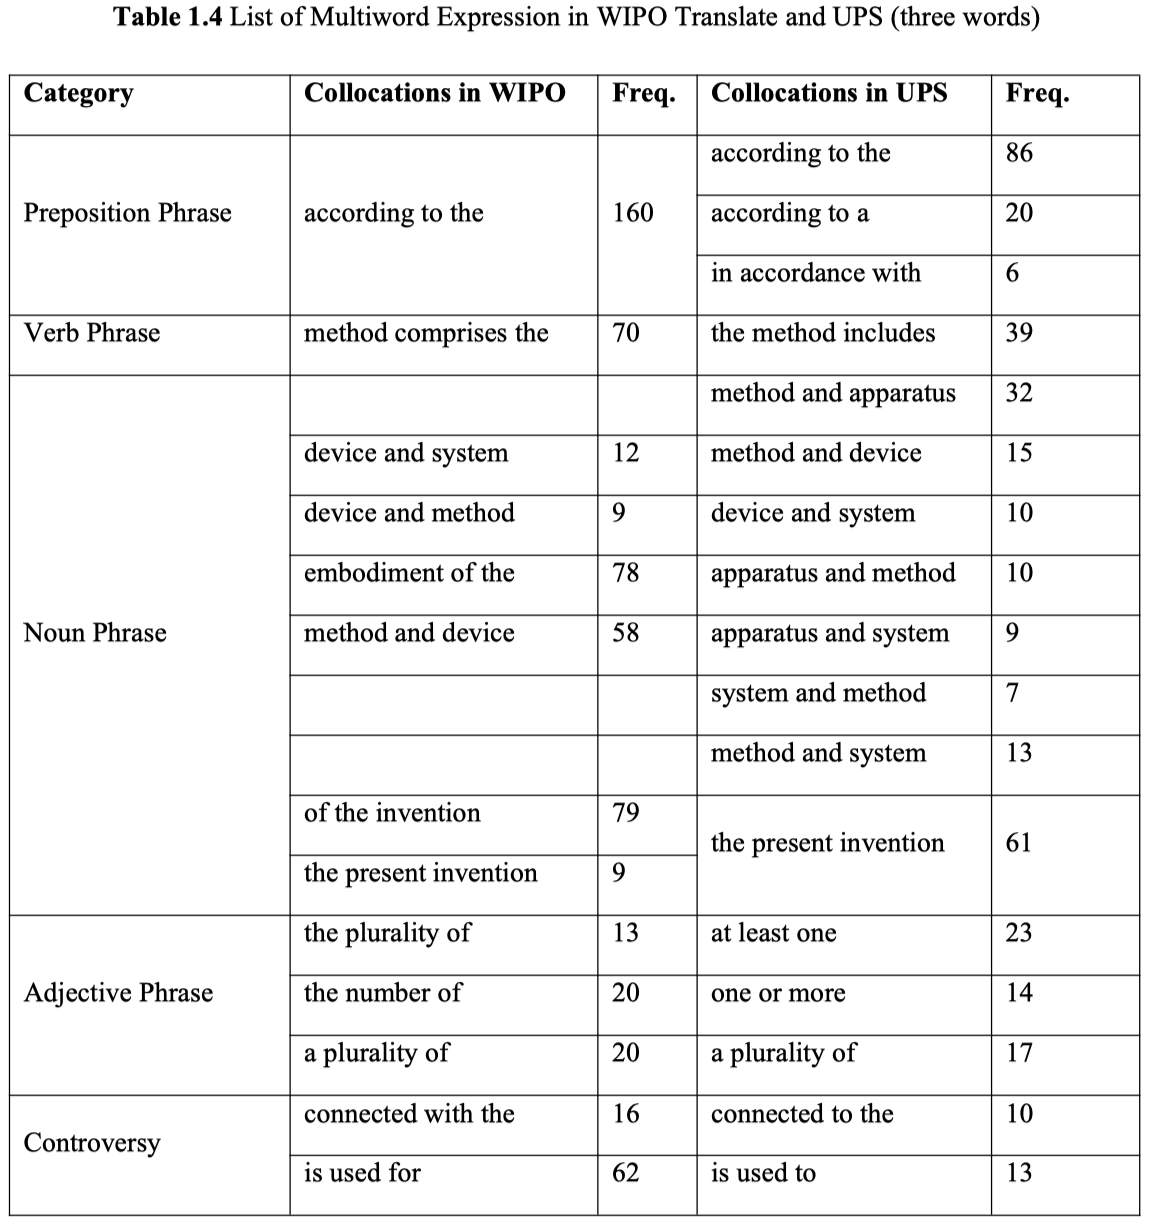 Table 1.4 List of Multiword Expression in WIPO Translate and UPS (three words)
Category Collocations in WIPO Freq. Collocations in UPS Freq.
according to the 86
Preposition Phrase according to the 160 according to a 20
in accordance with 6
Verb Phrase method comprises the 70 the method includes 39
method and apparatus 32
device and system 12 method and device 15
device and method 9 device and system 10
embodiment of the 78 apparatus and method 10
Noun Phrase method and device 58 apparatus and system 9
system and method 7
method and system 13
of the invention 79
the present invention 61
the present invention 9
the plurality of 13 at least one 23
Adjective Phrase the number of 20 one or more 14
a plurality of 20 a plurality of 17
connected with the 16 connected to the 10
Controversy
is used for 62 is used to 13